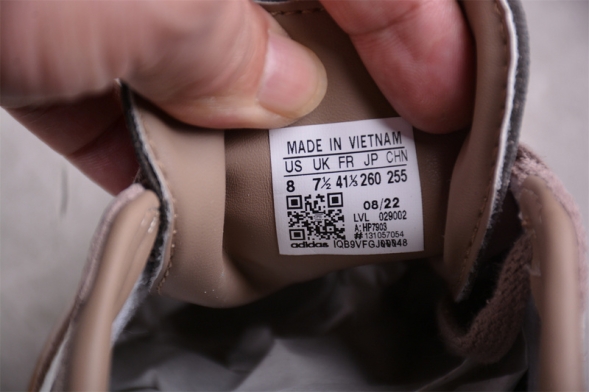 MADE IN VIETNAM
US UK FR JP CHN
8 7½ 41⅓ 260 255
08/22
LVL 029002
A:HP7903
## 131057054
adidas IQB9VFGJ00048